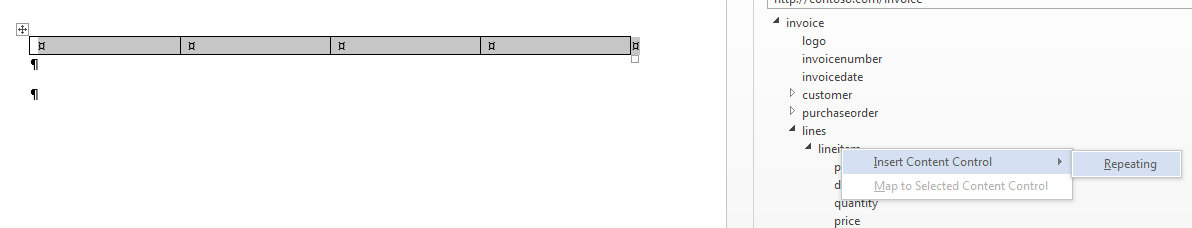 http://contoso.com/invoice
invoice
logo
invoicenumber
invoicedate
customer
purchaseorder
lines
Insert Content Control
Repeating
Map to Selected Content Control
quantity
price